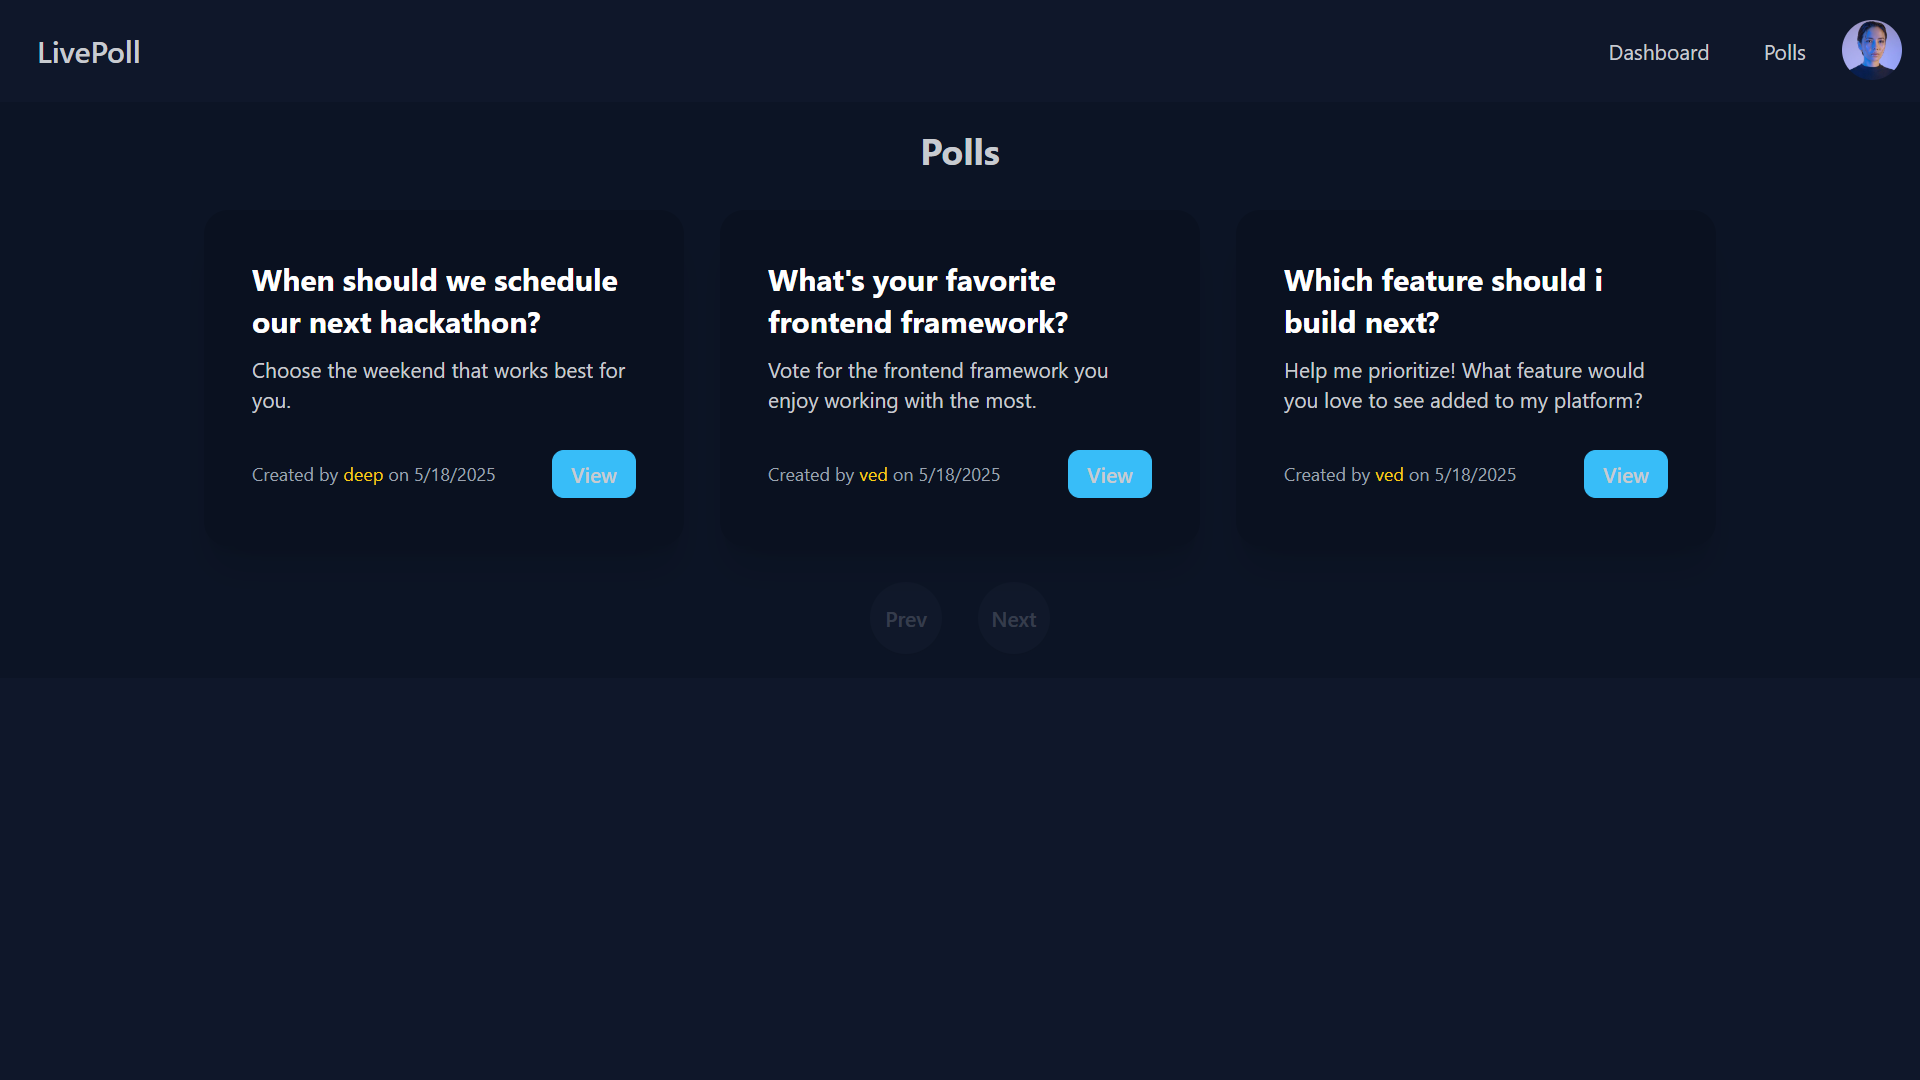 LivePoll
Dashboard
Polls
Polls
When should we schedule
our next hackathon?
Choose the weekend that works best for
you.
Created by deep on 5/18/2025
View
What's your favorite
frontend framework?
Vote for the frontend framework you
enjoy working with the most.
Created by ved on 5/18/2025
View
Which feature should i
build next?
Help me prioritize! What feature would
you love to see added to my platform?
Created by ved on 5/18/2025
View
Prev
Next